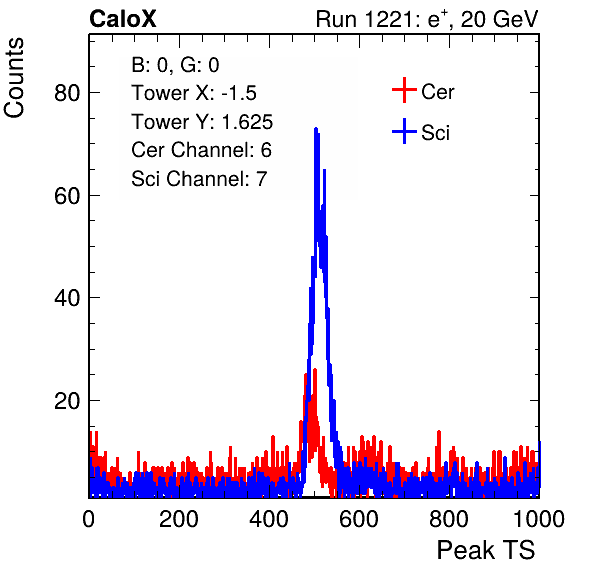 CaloX Run 1221: e+, 20 GeV
Counts
B: 0, G: 0
Tower X: -1.5
Tower Y: 1.625
Cer Channel: 6
Sci Channel: 7
Cer
Sci
80
60
40
20
0 200 400 600 800 1000
Peak TS